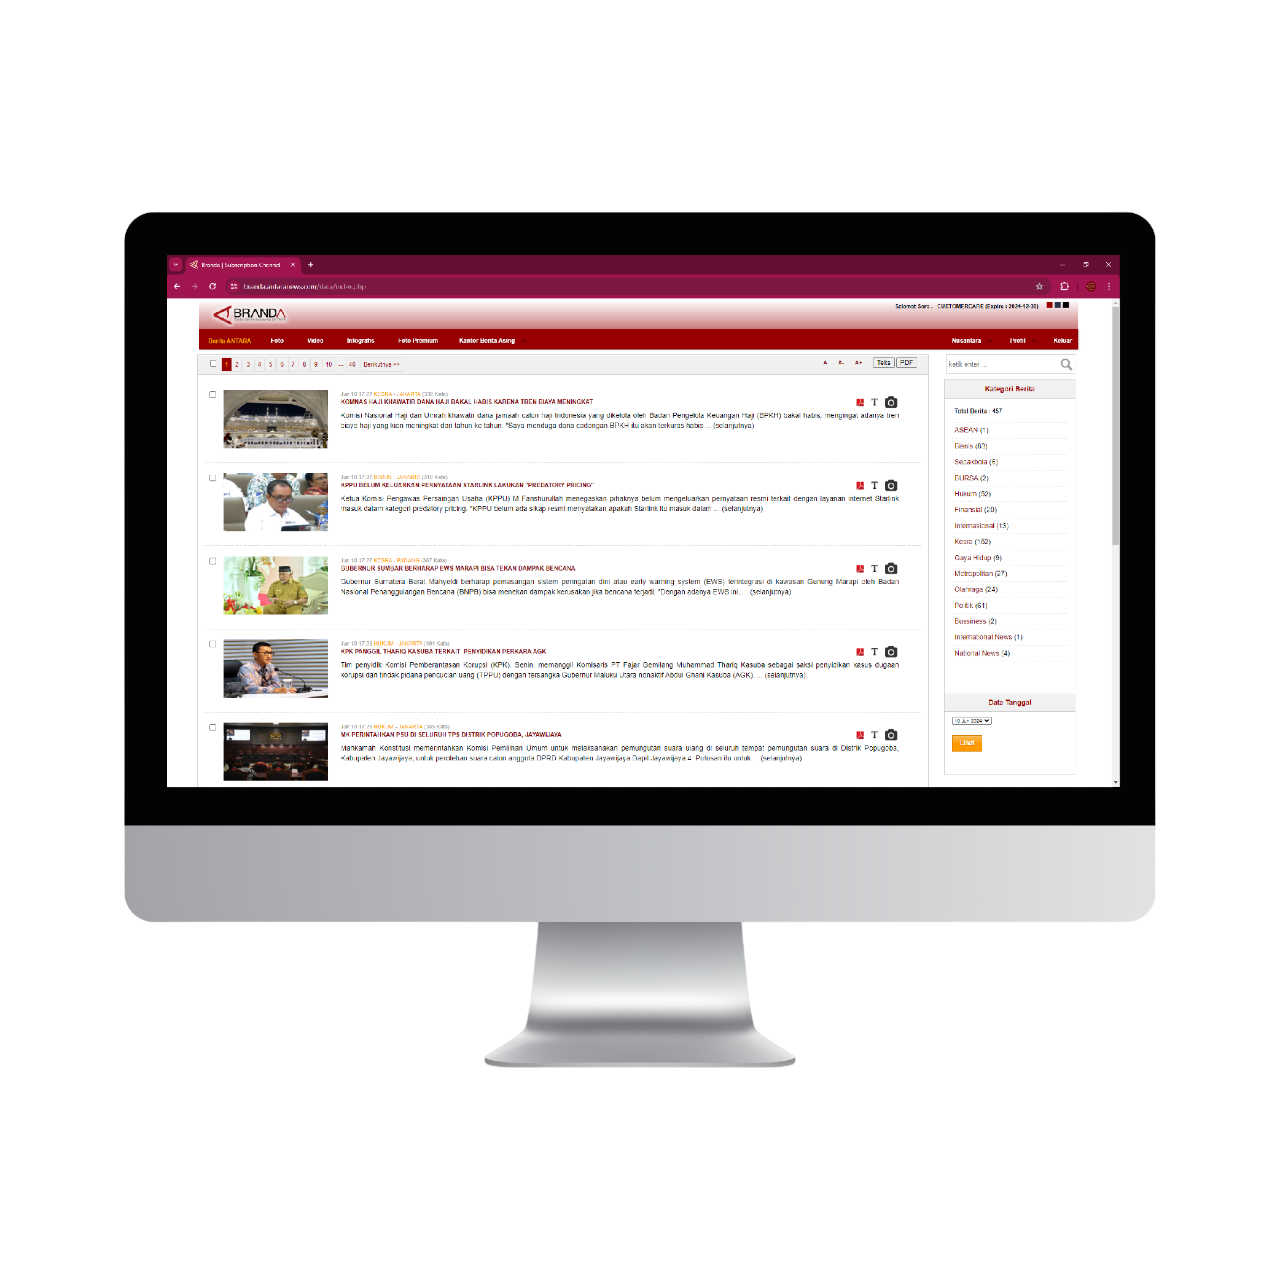 Branda | Subscription Channel
branda.antaranews.com/data/index.php
BRANDA
Selamat Sore , CUSTOMERCARE (Expire : 2024-12-30)
Berita ANTARA Foto Video Infografis Foto Premium Kantor Berita Asing Nusantara Profil Keluar
1 2 3 4 5 6 7 8 9 10 ... 46 Berikutnya >>
A A- A+ Teks PDF
Jun 10 17:27 KESRA - JAKARTA (330 Kata)
KOMNAS HAJI KHAWATIR DANA HAJI BAKAL HABIS KARENA TREN BIAYA MENINGKAT
Komisi Nasional Haji dan Umrah khawatir dana jamaah calon haji Indonesia yang dikelola oleh Badan Pengelola Keuangan Haji (BPKH) bakal habis, mengingat adanya tren
biaya haji yang kian meningkat dari tahun ke tahun. "Saya menduga dana cadangan BPKH itu akan terkuras habis ... (selanjutnya)
Jun 10 17:27 BISNIS - JAKARTA (310 Kata)
KPPU BELUM KELUARKAN PERNYATAAN STARLINK LAKUKAN "PREDATORY PRICING"
Ketua Komisi Pengawas Persaingan Usaha (KPPU) M Fanshurullah menegaskan pihaknya belum mengeluarkan pernyataan resmi terkait dengan layanan internet Starlink
masuk dalam kategori predatory pricing. "KPPU belum ada sikap resmi menyatakan apakah Starlink itu masuk dalam ... (selanjutnya)
Jun 10 17:27 KESRA - PADANG (367 Kata)
GUBERNUR SUMBAR BERHARAP EWS MARAPI BISA TEKAN DAMPAK BENCANA
Gubernur Sumatera Barat Mahyeldi berharap pemasangan sistem peringatan dini atau early warning system (EWS) terintegrasi di kawasan Gunung Marapi oleh Badan
Nasional Penanggulangan Bencana (BNPB) bisa menekan dampak kerusakan jika bencana terjadi. "Dengan adanya EWS ini, ... (selanjutnya)
Jun 10 17:26 HUKUM - JAKARTA (491 Kata)
KPK PANGGIL THARIQ KASUBA TERKAIT PENYIDIKAN PERKARA AGK
Tim penyidik Komisi Pemberantasan Korupsi (KPK), Senin, memanggil Komisaris PT Fajar Gemilang Muhammad Thariq Kasuba sebagai saksi penyidikan kasus dugaan
korupsi dan tindak pidana pencucian uang (TPPU) dengan tersangka Gubernur Maluku Utara nonaktif Abdul Ghani Kasuba (AGK). ... (selanjutnya)
HUKUM - JAKARTA
MK PERINTAHKAN PSU DI SELURUH TPS DISTRIK POPUGOBA, JAYAWIJAYA
Mahkamah Konstitusi memerintahkan Komisi Pemilihan Umum untuk melaksanakan pemungutan suara ulang di seluruh tempat pemungutan suara di Distrik Popugoba,
Kabupaten Jayawijaya, untuk perolehan suara calon anggota DPRD Kabupaten Jayawijaya Dapil Jayawijaya 4. Putusan itu untuk ... (selanjutnya)
ketik enter ...
Kategori Berita
Total Berita : 457
ASEAN (1)
Bisnis (83)
Sepakbola (6)
BURSA (2)
Hukum (52)
Finansial (20)
Internasional (13)
Kesra (152)
Gaya Hidup (9)
Metropolitan (27)
Olahraga (24)
Politik (61)
Bussiness (2)
International News (1)
National News (4)
Data Tanggal
10 Jun 2024
Lihat